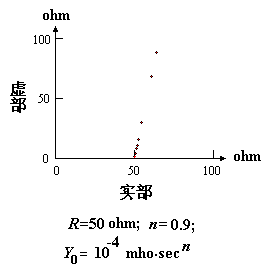 ohm
100
虚部
50
0
0
50
100
ohm
实部
R=50 ohm; n=0.9;
Y₀= 10⁻⁴ mho·secⁿ